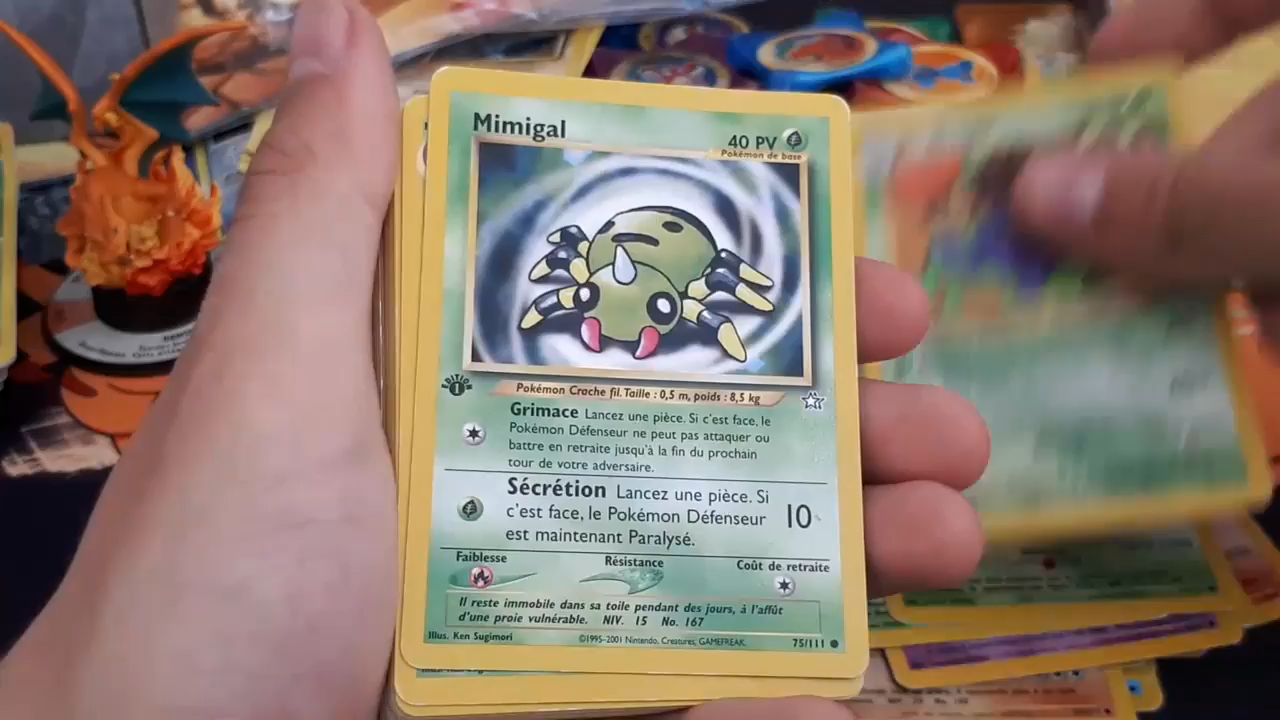 Mimigal
40 PV
Pokémon de base
EDITION
1
Pokémon Crache fil. Taille : 0,5 m, poids : 8,5 kg
Grimace Lancez une pièce. Si c'est face, le
Pokémon Défenseur ne peut pas attaquer ou
battre en retraite jusqu'à la fin du prochain
tour de votre adversaire.
Sécrétion Lancez une pièce. Si
c'est face, le Pokémon Défenseur
est maintenant Paralysé.
10
Faiblesse
Résistance
Coût de retraite
Il reste immobile dans sa toile pendant des jours, à l'affût
d'une proie vulnérable. NIV. 15 No. 167
Illus. Ken Sugimori
©1995-2001 Nintendo, Creatures, GAMEFREAK.
75/111